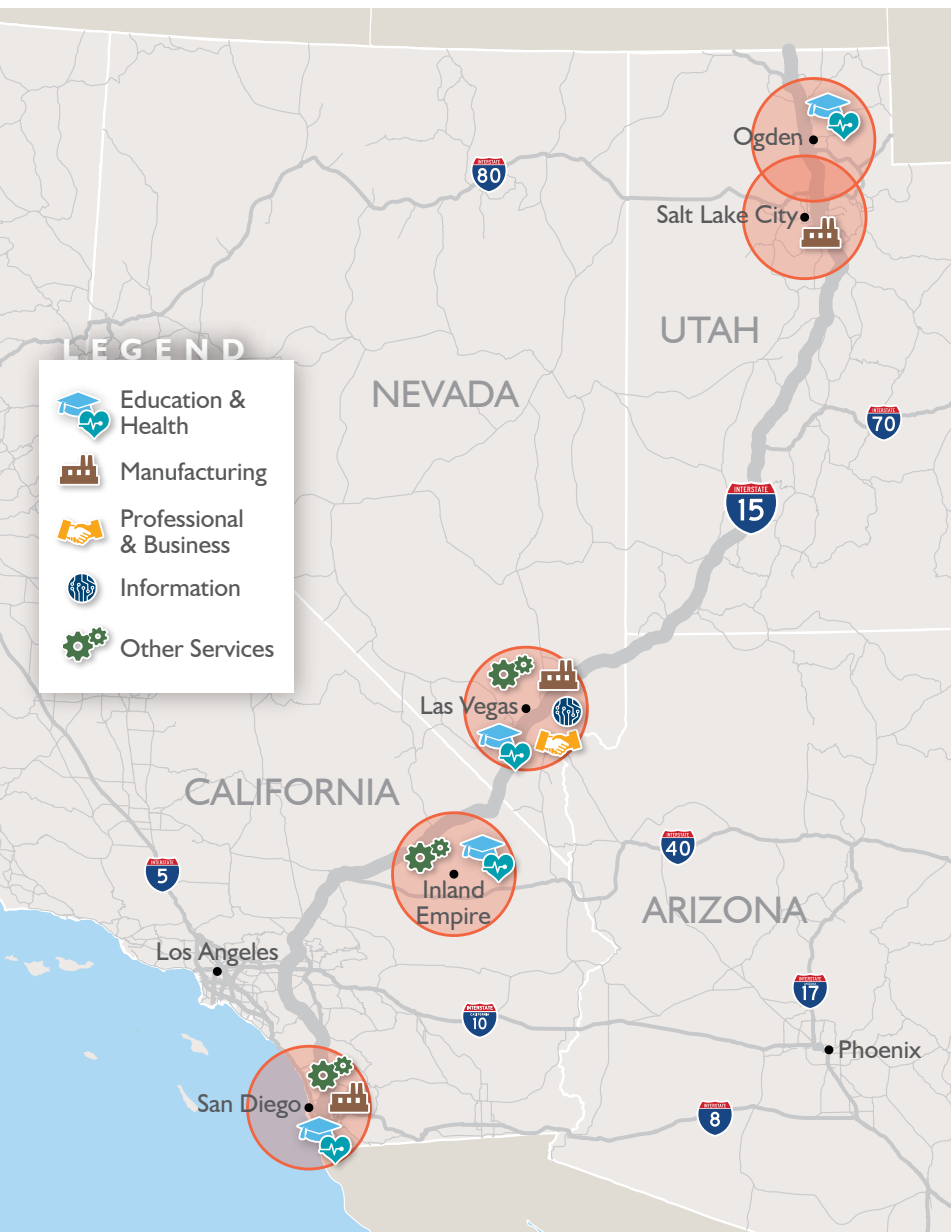 Ogden
INTERSTATE
80
Salt Lake City
UTAH
LEGEND
NEVADA
Education &
Health
INTERSTATE
70
Manufacturing
INTERSTATE
15
Professional
& Business
Information
Other Services
Las Vegas
CALIFORNIA
INTERSTATE
40
INTERSTATE
5
Inland
Empire
ARIZONA
Los Angeles
INTERSTATE
17
INTERSTATE
CALIFORNIA
10
Phoenix
San Diego
INTERSTATE
8